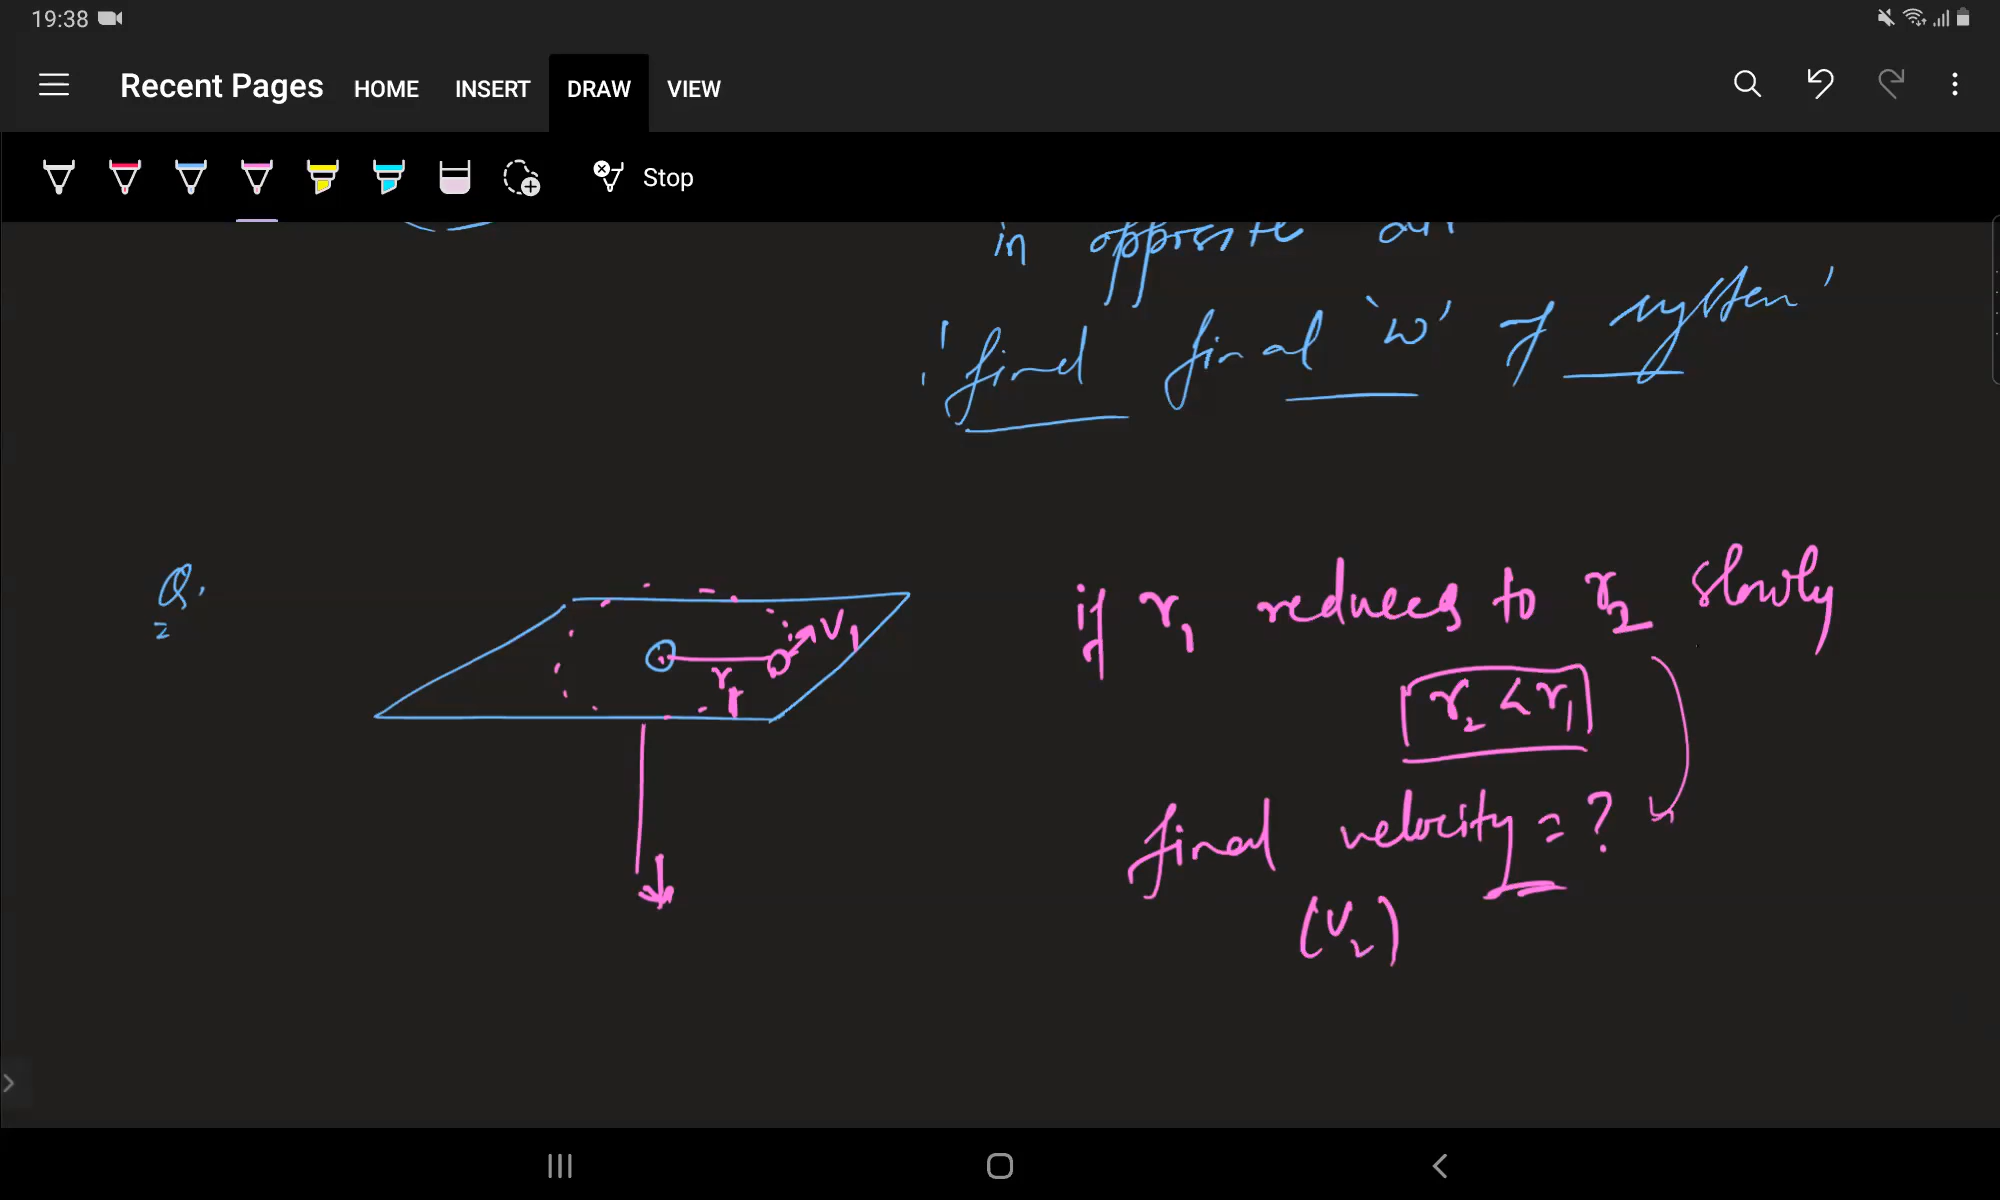 19:38
Recent Pages HOME INSERT DRAW VIEW
Stop
in opposite
'find final 'ω' of system'
Q.
V1
r1
if r1 reduces to r2 slowly
r2 < r1
final velocity = ?
(V2)